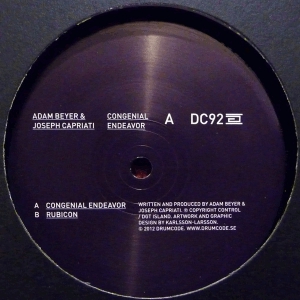 ADAM BEYER &
JOSEPH CAPRIATI
CONGENIAL
ENDEAVOR
A
DC92
A CONGENIAL ENDEAVOR
B RUBICON
WRITTEN AND PRODUCED BY ADAM BEYER &
JOSEPH CAPRIATI. ℗ COPYRIGHT CONTROL
/ DGT ISLAND. ARTWORK AND GRAPHIC
DESIGN BY KARLSSON-LARSSON.
© 2012 DRUMCODE. WWW.DRUMCODE.SE